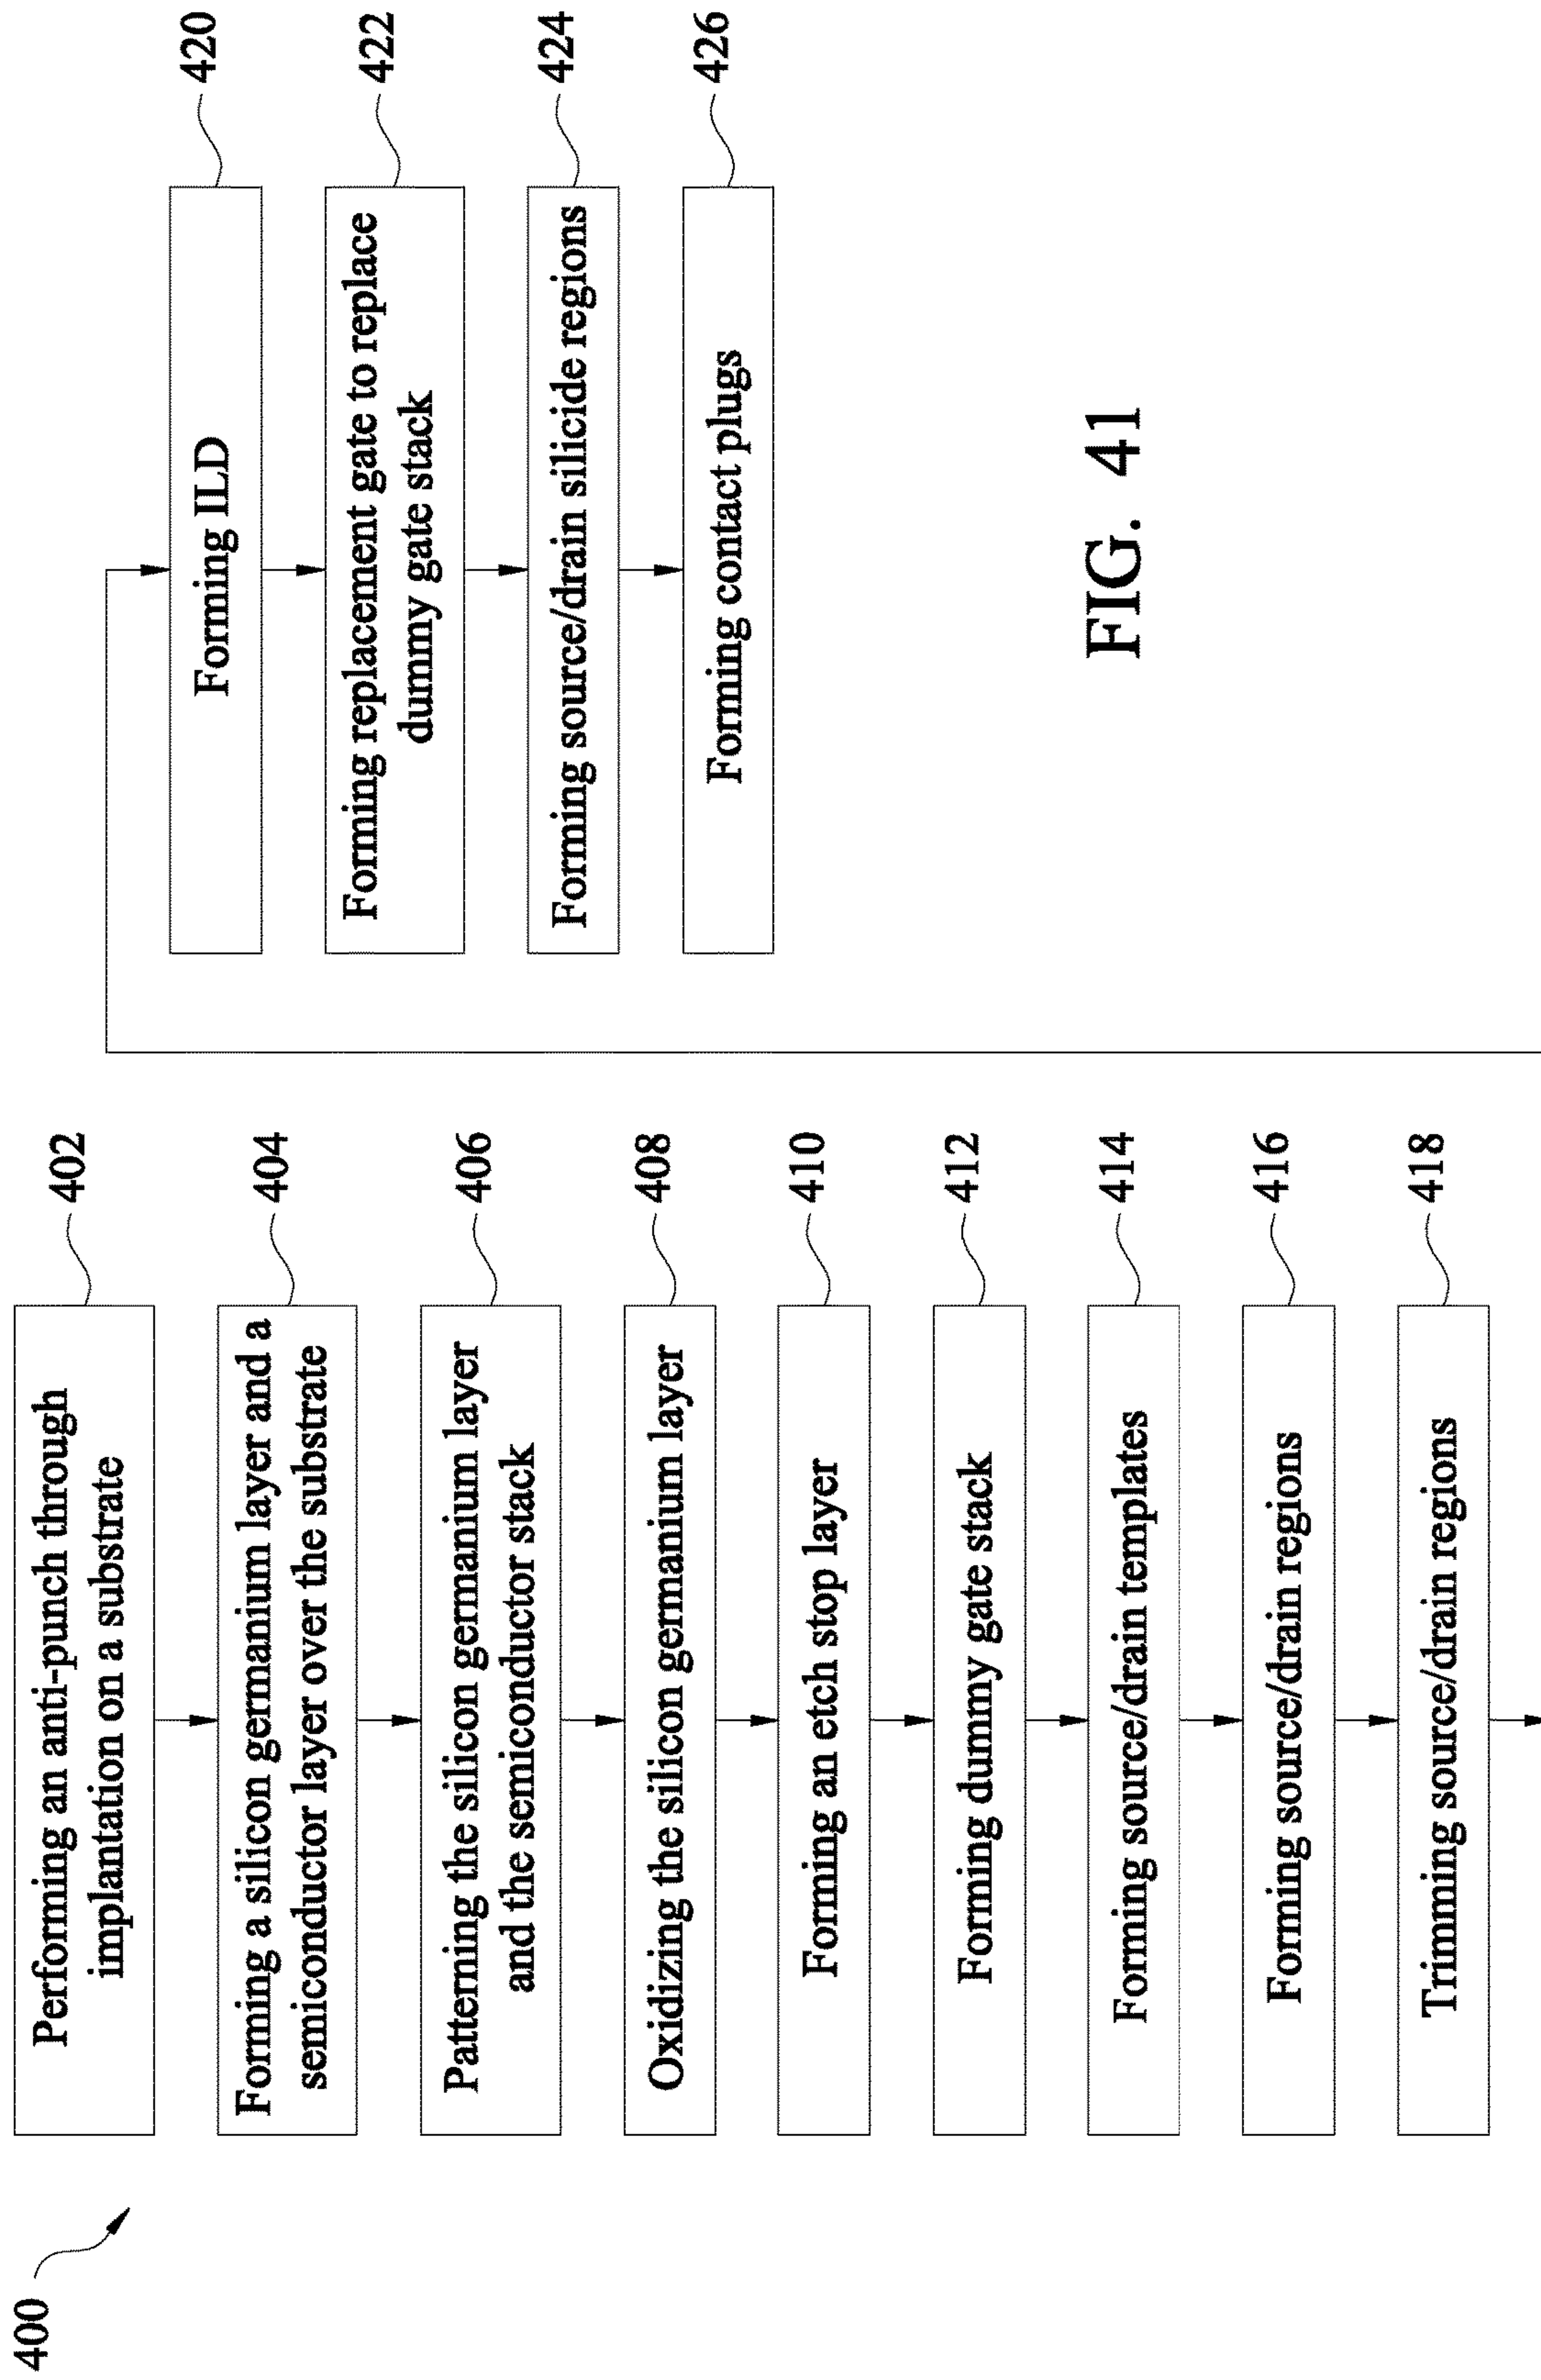 400
Performing an anti-punch through
implantation on a substrate
402
Forming a silicon germanium layer and a
semiconductor layer over the substrate
404
Patterning the silicon germanium layer
and the semiconductor stack
406
Oxidizing the silicon germanium layer
408
Forming an etch stop layer
410
Forming dummy gate stack
412
Forming source/drain templates
414
Forming source/drain regions
416
Trimming source/drain regions
418
Forming ILD
420
Forming replacement gate to replace
dummy gate stack
422
Forming source/drain silicide regions
424
Forming contact plugs
426
FIG. 41